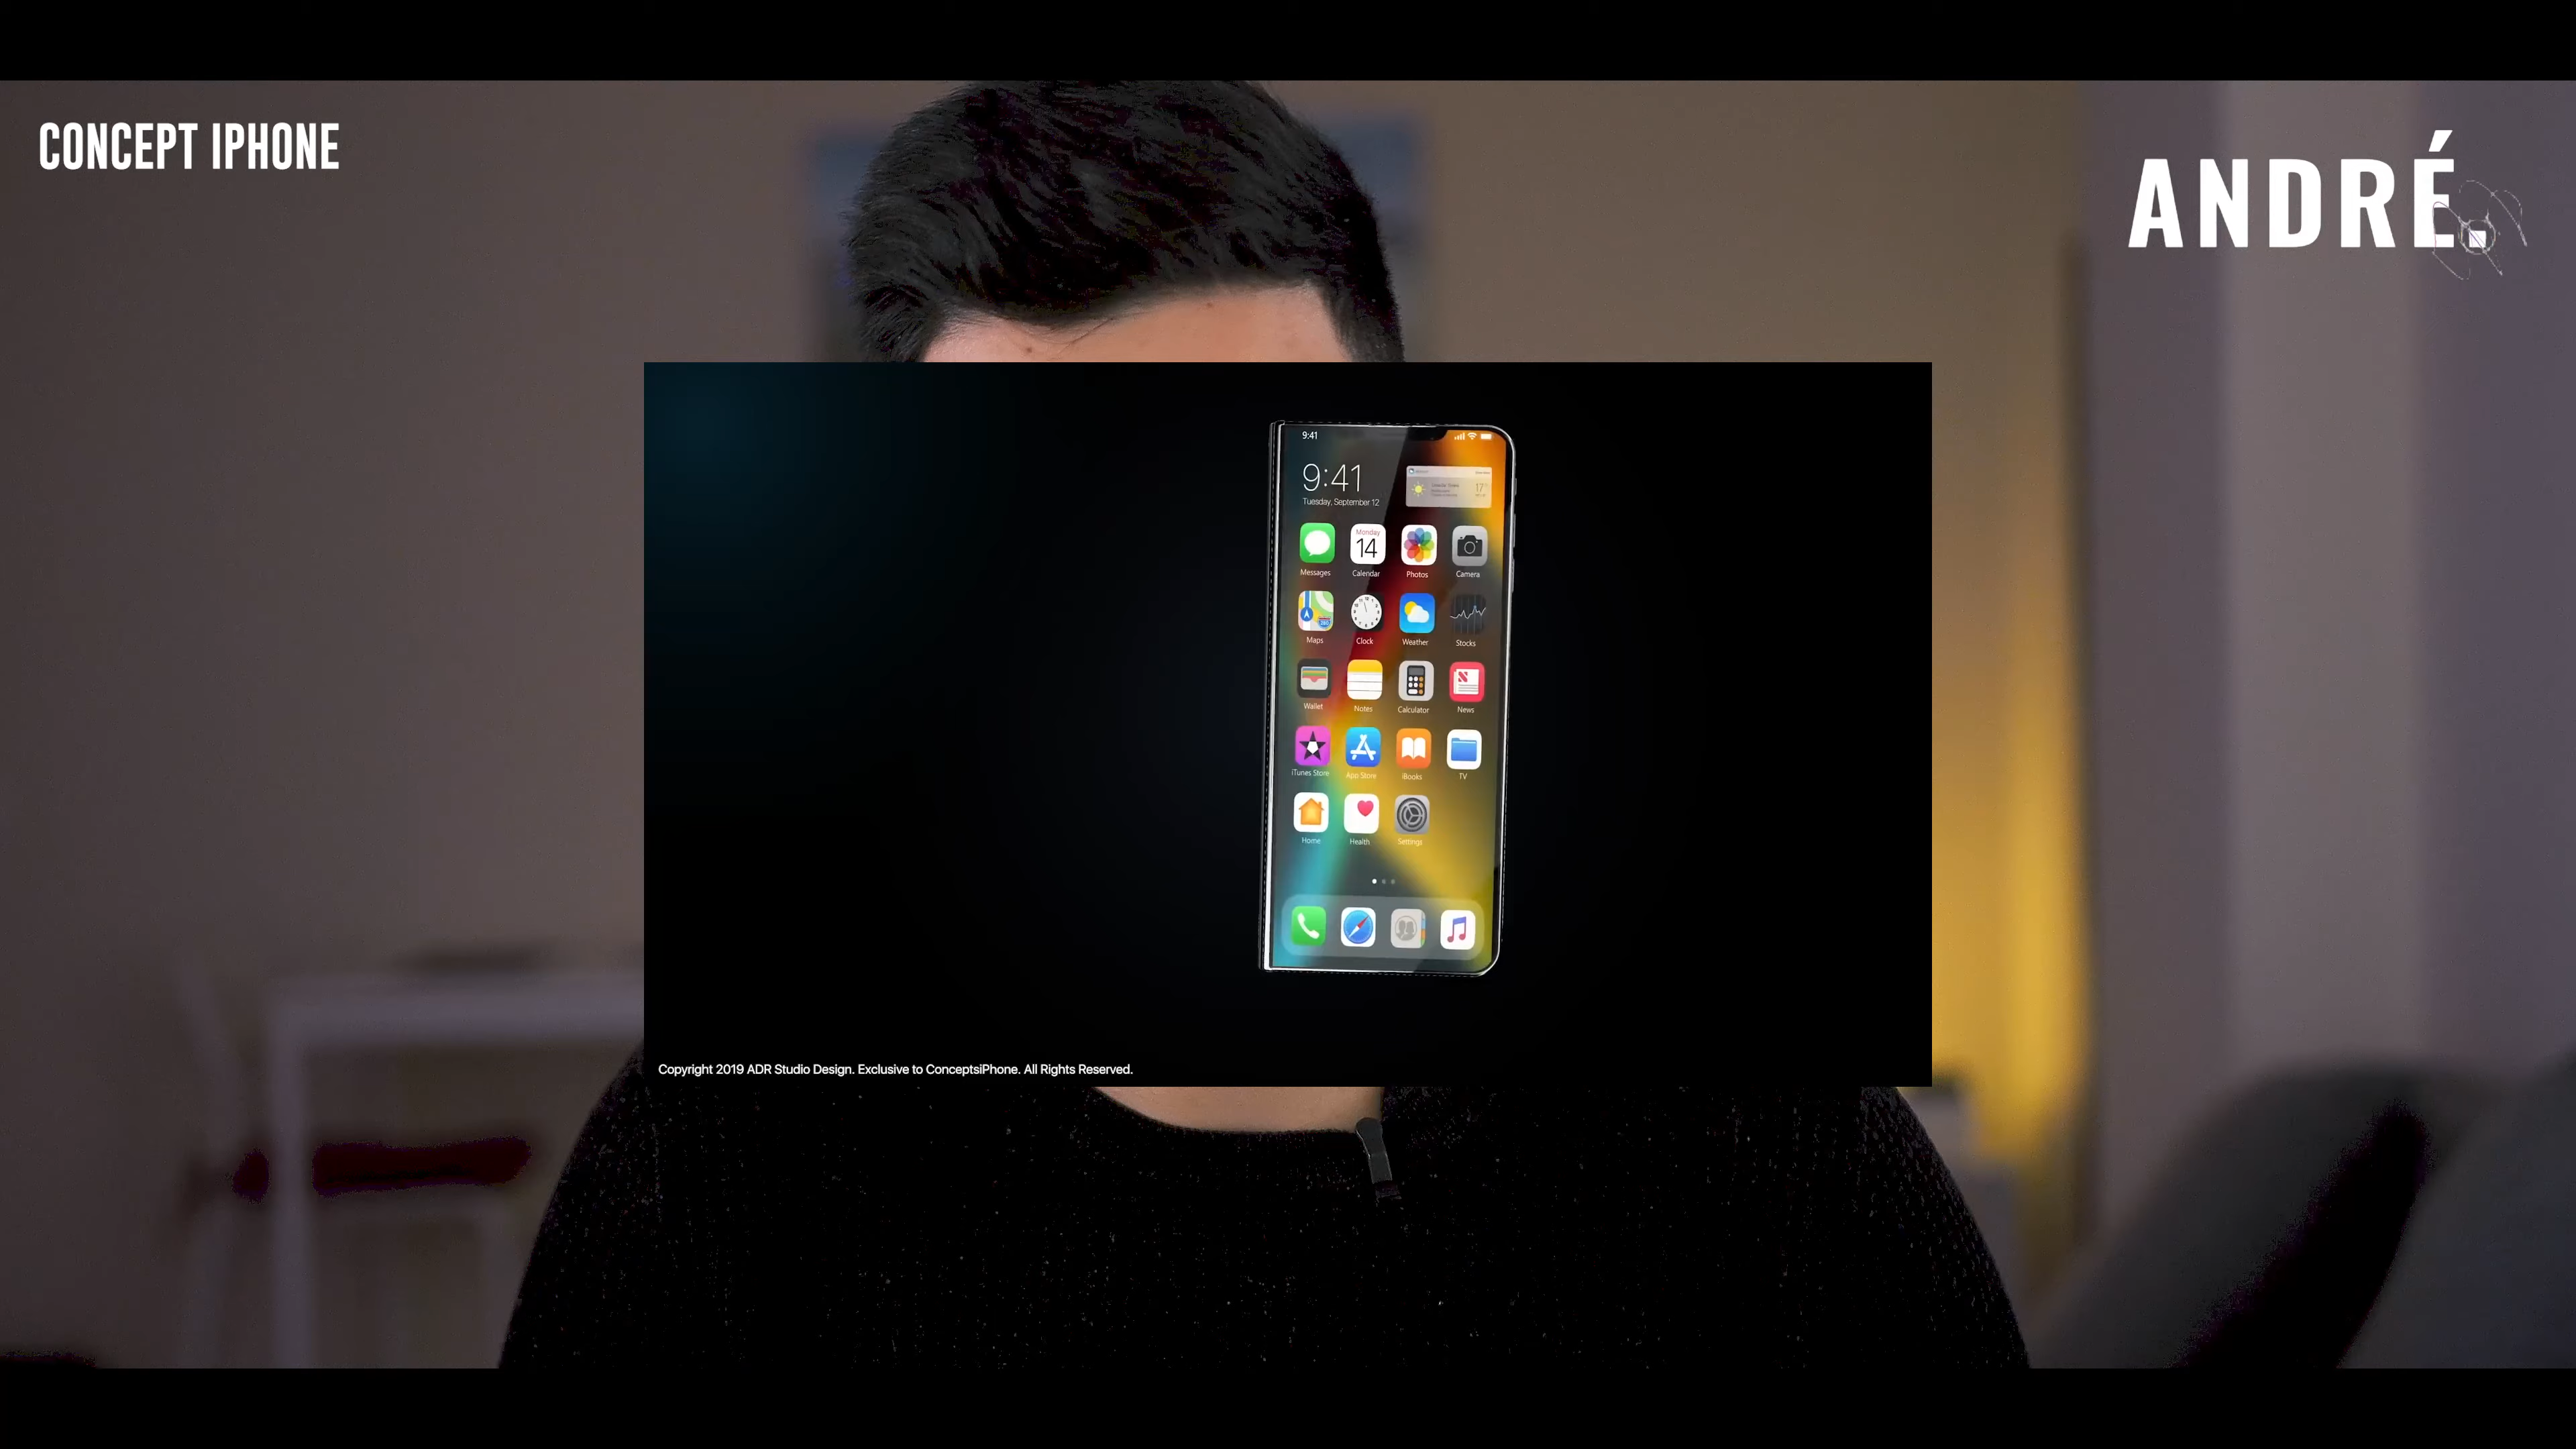 CONCEPT IPHONE
ANDRÉ.
9:41
9:41
Tuesday, September 12
17°
Monday
14
Messages
Calendar
Photos
Camera
Maps
Clock
Weather
Stocks
Wallet
Notes
Calculator
News
iTunes Store
App Store
iBooks
TV
Home
Health
Settings
Copyright 2019 ADR Studio Design. Exclusive to ConceptsiPhone. All Rights Reserved.